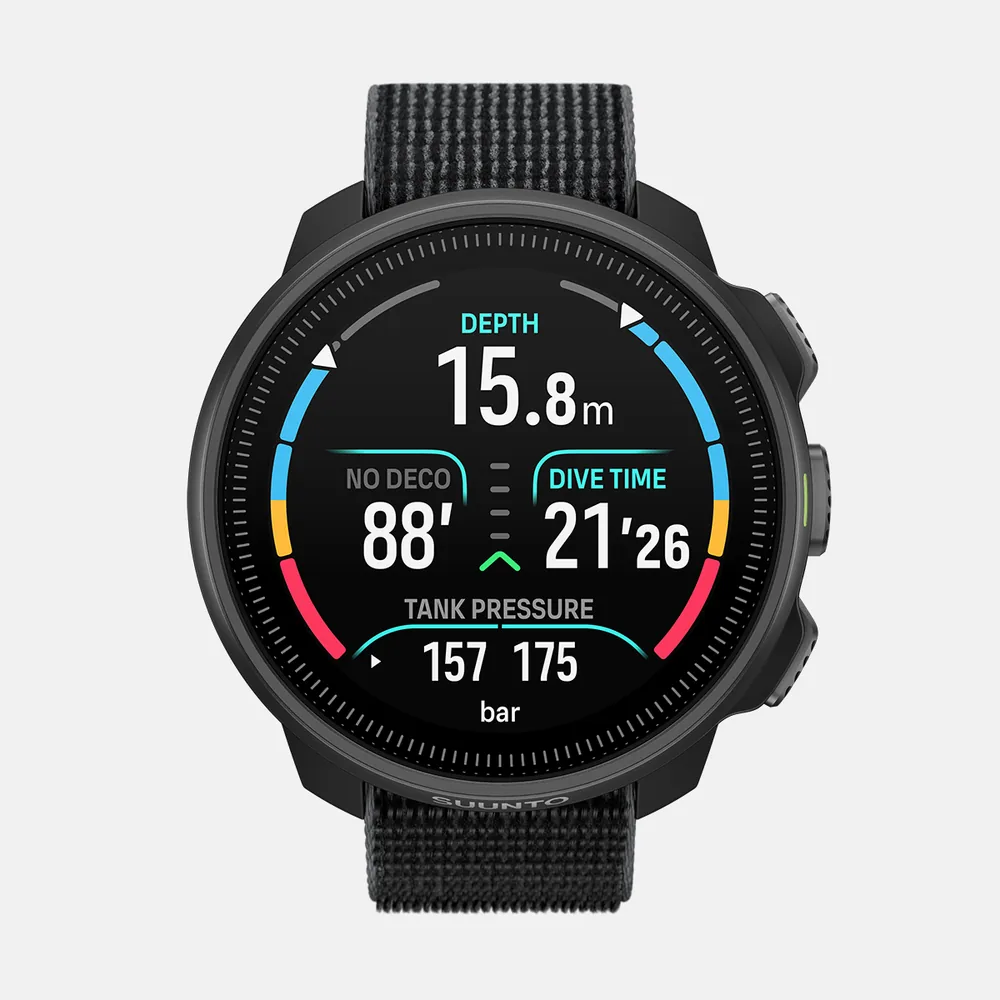 DEPTH
15.8m
NO DECO
88'
DIVE TIME
21'26
TANK PRESSURE
157 175
bar
SUUNTO